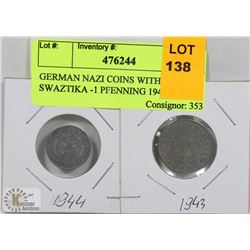 Lot #: Inventory #:
476244
LOT
138
GERMAN NAZI COINS WITH
SWAZTIKA -1 PFENNING 194
Consignor: 353
1944
1943